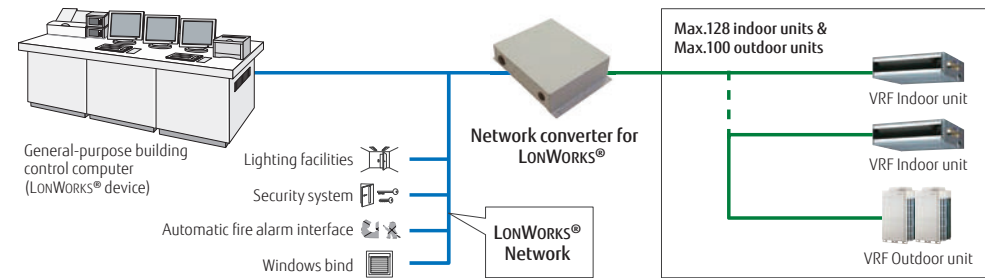 General-purpose building
control computer
(LONWORKS® device)
Lighting facilities
Security system
Automatic fire alarm interface
Windows bind
LONWORKS®
Network
Network converter for
LONWORKS®
Max.128 indoor units &
Max.100 outdoor units
VRF Indoor unit
VRF Indoor unit
VRF Outdoor unit